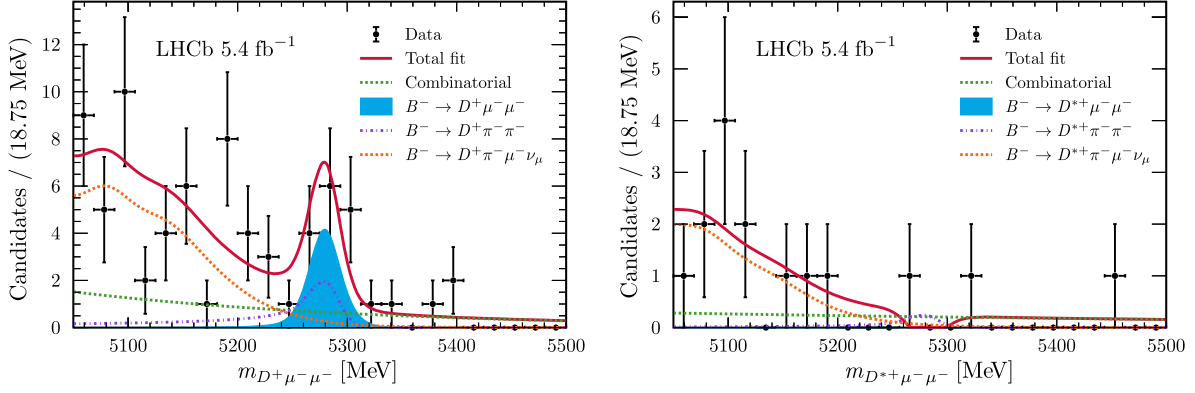 LHCb 5.4 fb⁻¹
Data
Total fit
Combinatorial
B⁻ → D⁺μ⁻μ⁻
B⁻ → D⁺π⁻π⁻
B⁻ → D⁺π⁻μ⁻ν_μ
Candidates / (18.75 MeV)
12
10
8
6
4
2
0
5100 5200 5300 5400 5500
m_{D⁺μ⁻μ⁻} [MeV]
LHCb 5.4 fb⁻¹
Data
Total fit
Combinatorial
B⁻ → D*⁺μ⁻μ⁻
B⁻ → D*⁺π⁻π⁻
B⁻ → D*⁺π⁻μ⁻ν_μ
Candidates / (18.75 MeV)
6
5
4
3
2
1
0
5100 5200 5300 5400 5500
m_{D*⁺μ⁻μ⁻} [MeV]